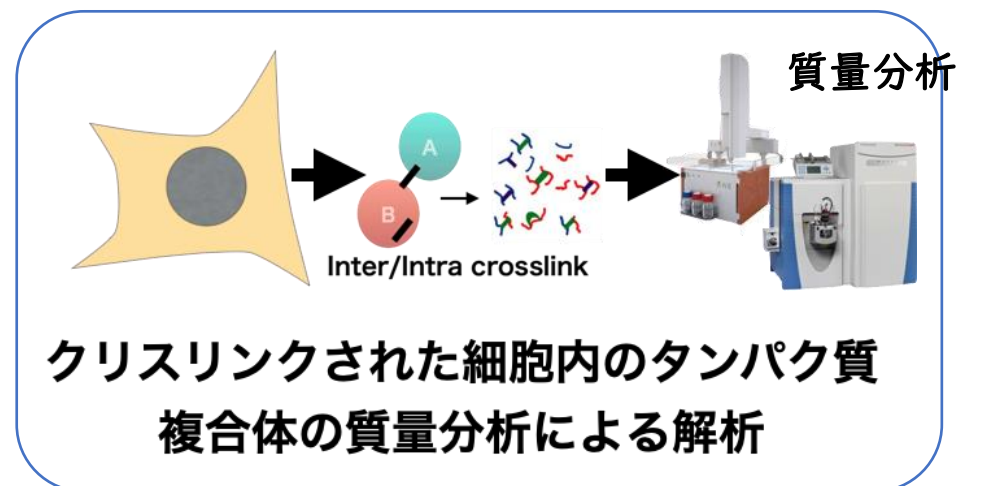 質量分析
A
B
Inter/Intra crosslink
クリスリンクされた細胞内のタンパク質
複合体の質量分析による解析